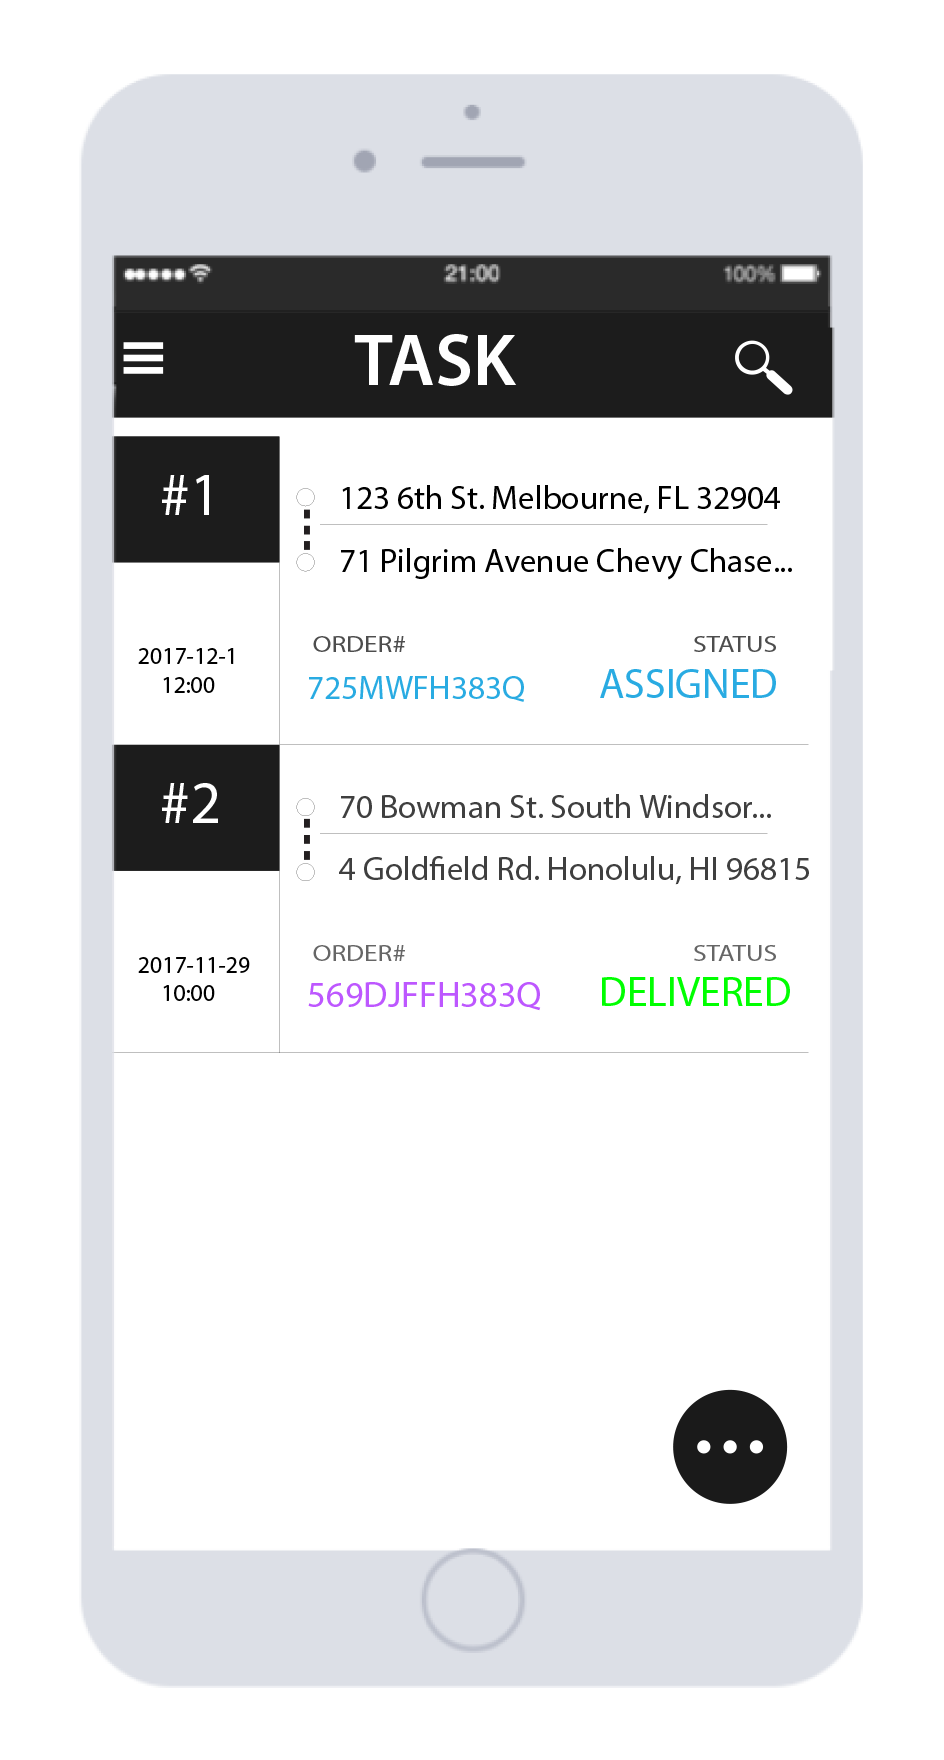 21:00 100%
TASK
#1
123 6th St. Melbourne, FL 32904
71 Pilgrim Avenue Chevy Chase...
2017-12-1
12:00
ORDER# STATUS
725MWFH383Q ASSIGNED
#2
70 Bowman St. South Windsor...
4 Goldfield Rd. Honolulu, HI 96815
2017-11-29
10:00
ORDER# STATUS
569DJFFH383Q DELIVERED